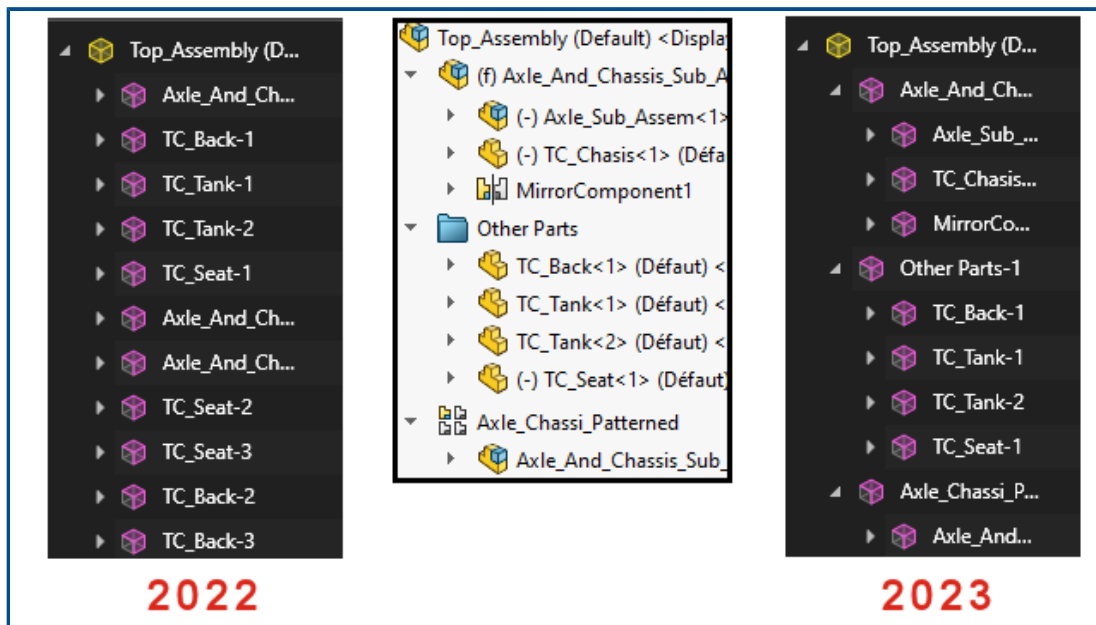 Top_Assembly (D...
Axle_And_Ch...
TC_Back-1
TC_Tank-1
TC_Tank-2
TC_Seat-1
Axle_And_Ch...
Axle_And_Ch...
TC_Seat-2
TC_Seat-3
TC_Back-2
TC_Back-3
2022
Top_Assembly (Default) <Display
(f) Axle_And_Chassis_Sub_A
(-) Axle_Sub_Assem<1>
(-) TC_Chasis<1> (Défa
MirrorComponent1
Other Parts
TC_Back<1> (Défaut) <
TC_Tank<1> (Défaut) <
TC_Tank<2> (Défaut) <
(-) TC_Seat<1> (Défaut)
Axle_Chassi_Patterned
Axle_And_Chassis_Sub_
Top_Assembly (D...
Axle_And_Ch...
Axle_Sub_...
TC_Chasis...
MirrorCo...
Other Parts-1
TC_Back-1
TC_Tank-1
TC_Tank-2
TC_Seat-1
Axle_Chassi_P...
Axle_And...
2023